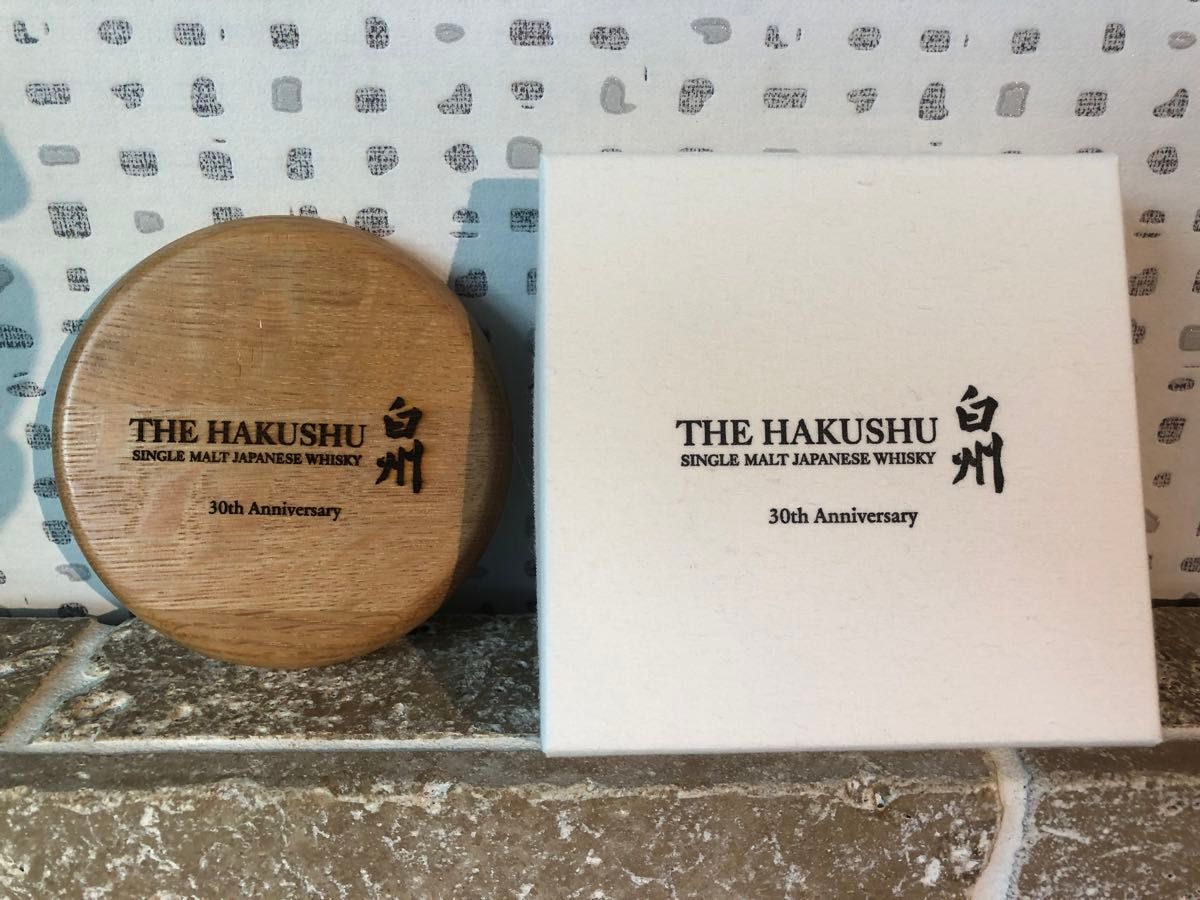 THE HAKUSHU
SINGLE MALT JAPANESE WHISKY
白州
30th Anniversary
THE HAKUSHU
SINGLE MALT JAPANESE WHISKY
白州
30th Anniversary